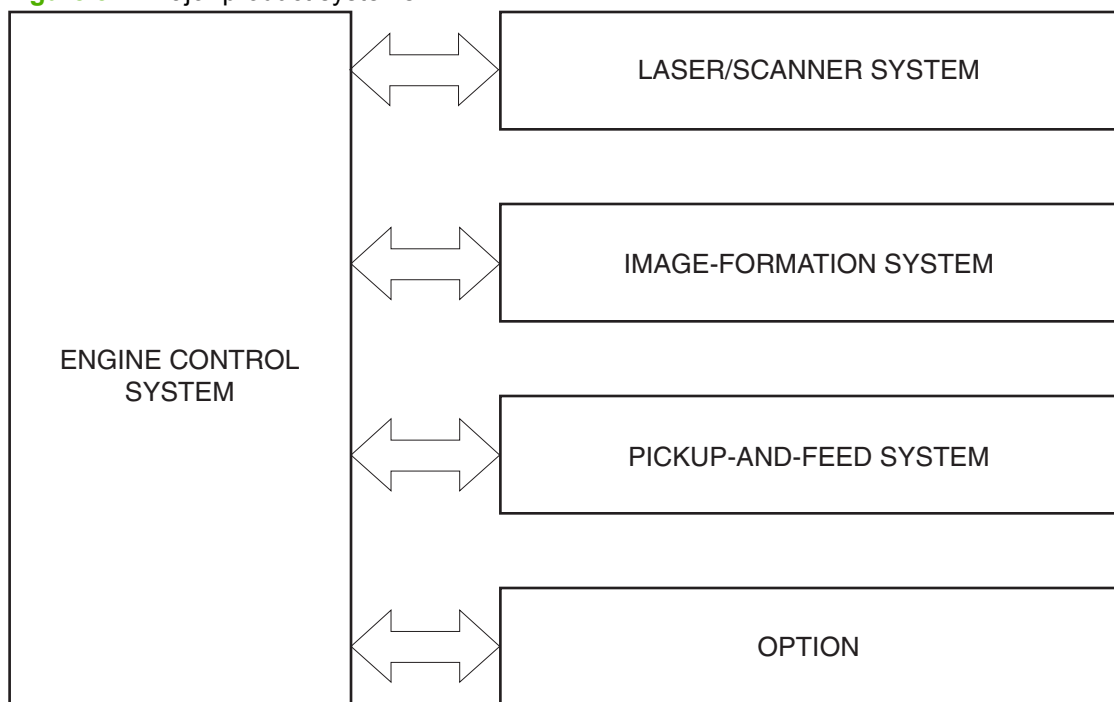 LASER/SCANNER SYSTEM
IMAGE-FORMATION SYSTEM
ENGINE CONTROL
SYSTEM
PICKUP-AND-FEED SYSTEM
OPTION